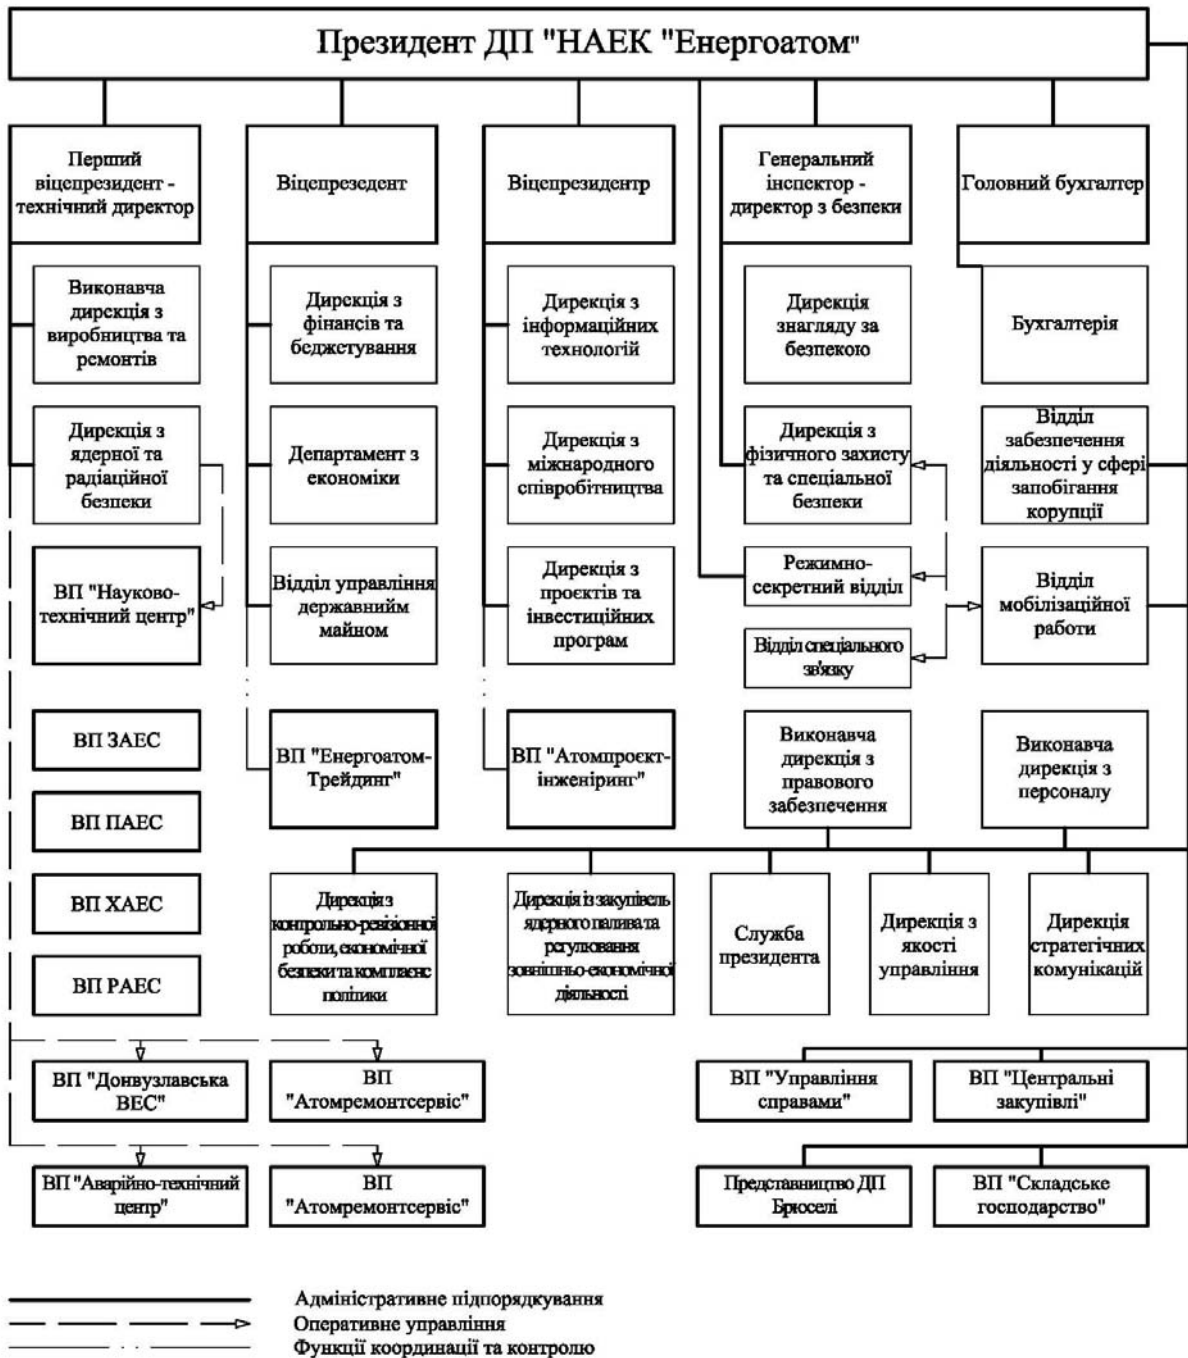 Президент ДП "НАЕК "Енергоатом"
Перший
віцепрезидент -
технічний директор
Віцепрезедент
Віцепрезидентр
Генеральний
інспектор -
директор з безпеки
Головний бухгалтер
Виконавча
дирекція з
виробництва та
ремонтів
Дирекція з
фінансів та
беджетування
Дирекція з
інформаційних
технологій
Дирекція
знагляду за
безпекою
Бухгалтерія
Дирекція з
ядерної та
радіаційної
безпеки
Департамент з
економіки
Дирекція з
міжнародного
співробітництва
Дирекція з
фізичного захисту
та спеціальної
безпеки
Відділ
забезпечення
діяльності у сфері
запобігання
корупції
ВП "Науково-
технічний центр"
Відділ управління
державнийм
майном
Дирекція з
проєктів та
інвестиційних
програм
Режимно-
секретний відділ
Відділ спеціального
зв'язку
Відділ
мобілізаційної
работи
ВП ЗАЕС
ВП ПАЕС
ВП ХАЕС
ВП РАЕС
ВП "Енергоатом-
Трейдинг"
ВП "Атомпроєкт-
інженіринг"
Виконавча
дирекція з
правового
забезпечення
Виконавча
дирекція з
персоналу
Дирекція з
контрольно-ревізіонної
роботи, економічної
безпеки та комплаєнс
політики
Дирекція із закупівель
ядерного палива та
регулювання
зовнішньо-економічної
діяльності
Служба
президента
Дирекція з
якості
управління
Дирекція
стратегічних
комунікацій
ВП "Донвузлавська
ВЕС"
ВП
"Атомремонтсервіс"
ВП "Управління
справами"
ВП "Центральні
закупівлі"
ВП "Аварійно-технічний
центр"
ВП
"Атомремонтсервіс"
Представництво ДП
Брюселі
ВП "Складське
господарство"
Адміністративне підпорядкування
Оперативне управління
Функції координації та контролю